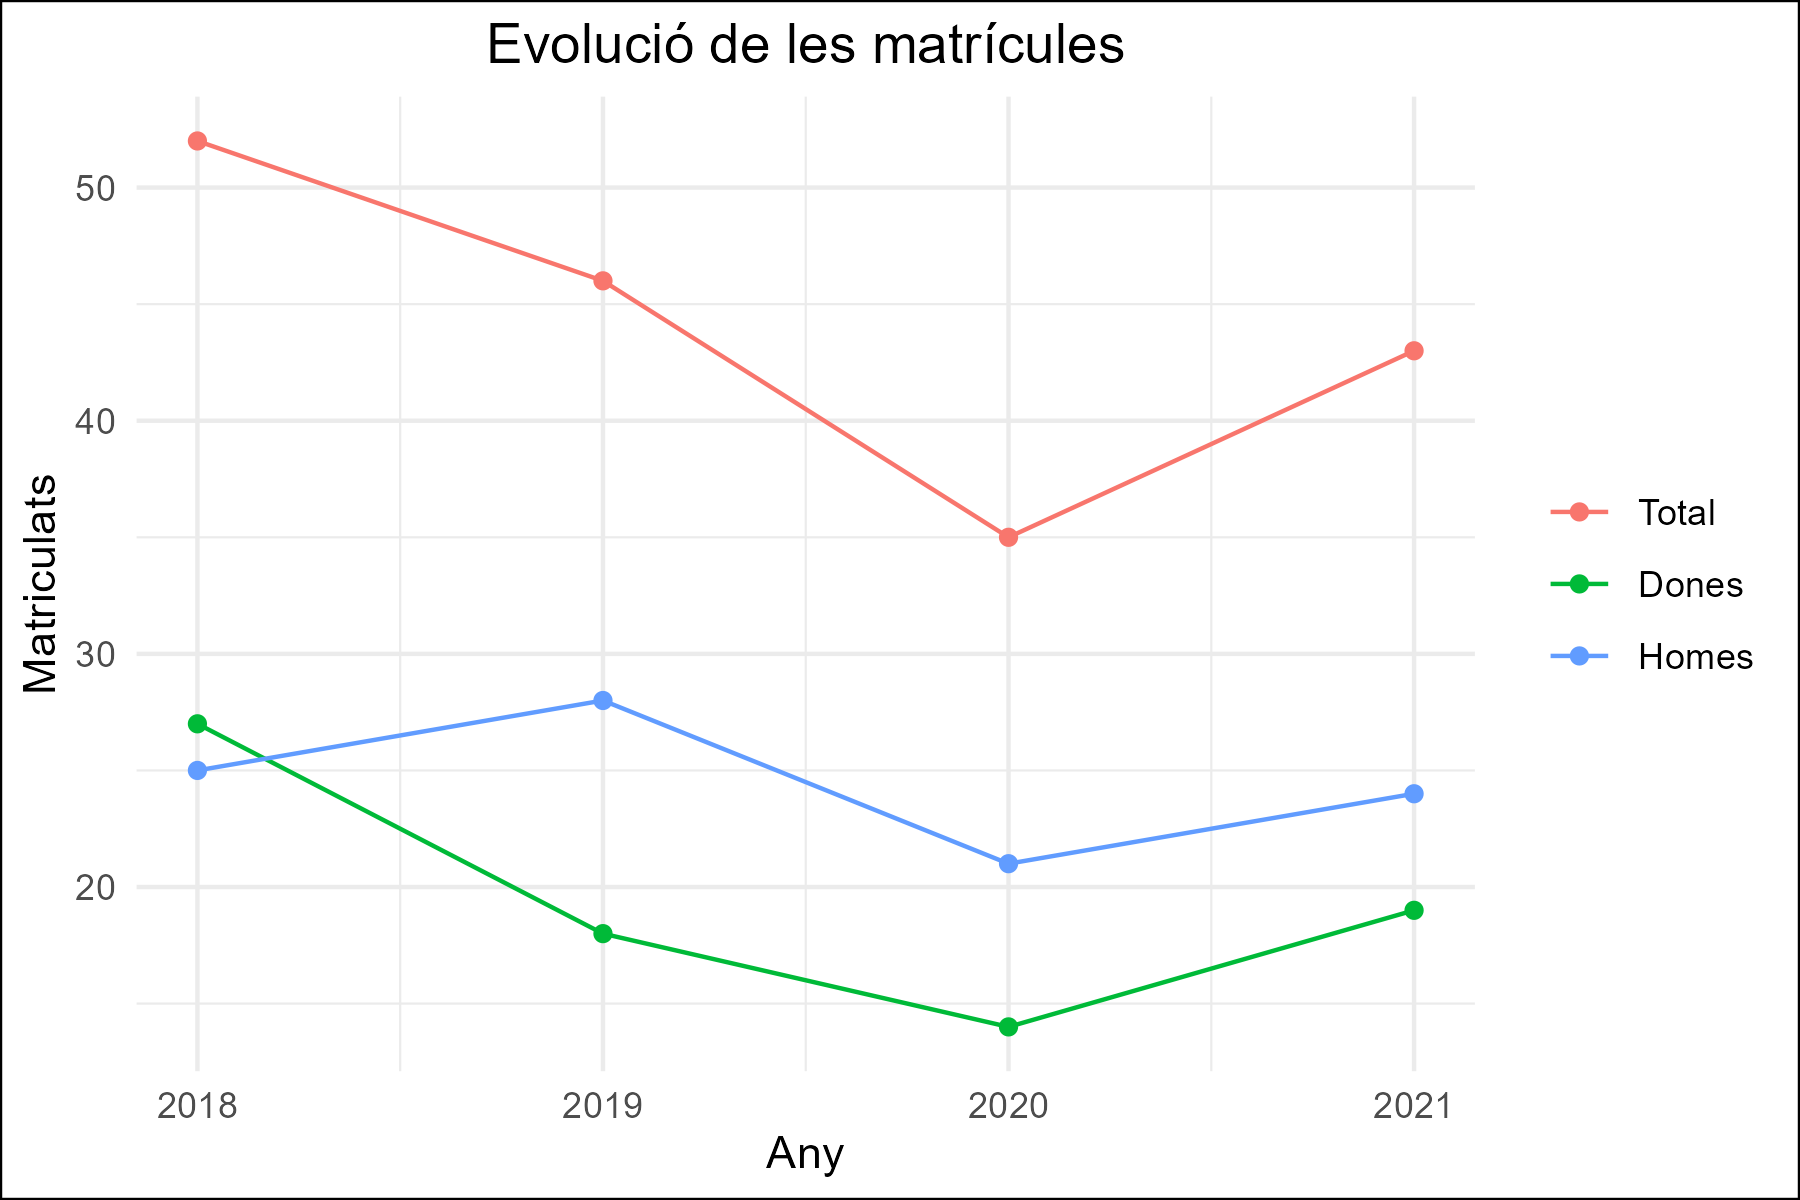 Evolució de les matrícules
Matriculats
50
40
30
20
2018
2019
2020
2021
Any
Total
Dones
Homes